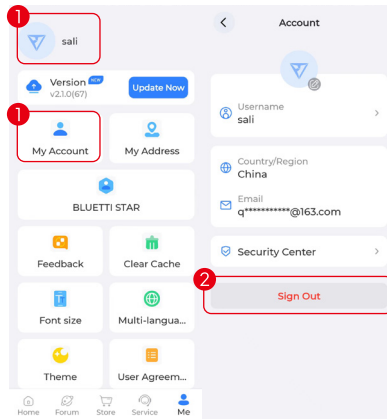 1
sali
Version NEW
v2.1.0(67)
Update Now
1
My Account
My Address
BLUETTI STAR
Feedback
Clear Cache
Font size
Multi-langua...
Theme
User Agreem...
Home
Forum
Store
Service
Me
Account
Username
sali
Country/Region
China
Email
q***********@163.com
Security Center
2
Sign Out